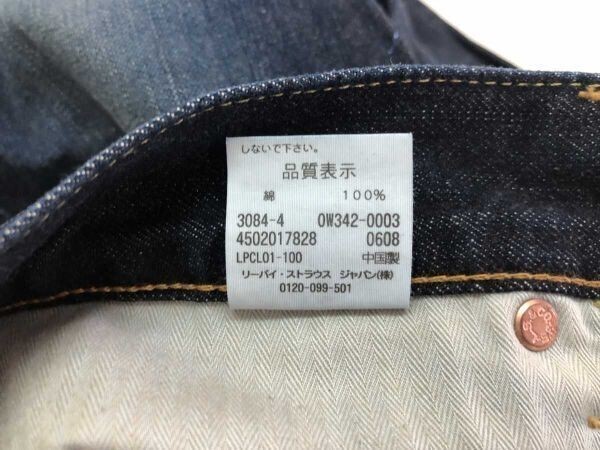 しないで下さい。
品質表示
綿 100%
3084-4 0W342-0003
4502017828 0608
LPCL01-100 中国製
リーバイ・ストラウス ジャパン(株)
0120-099-501